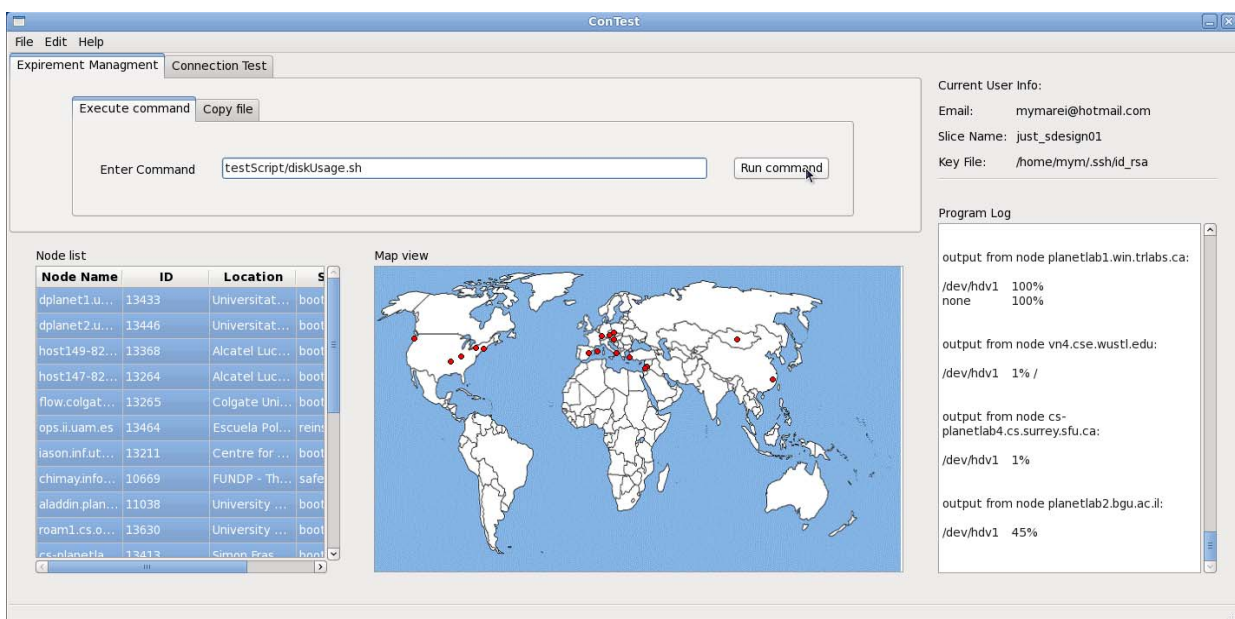 ConTest
File Edit Help
Expirement Managment Connection Test
Execute command Copy file
Enter Command testScript/diskUsage.sh Run command
Current User Info:
Email: mymarei@hotmail.com
Slice Name: just_sdesign01
Key File: /home/mym/.ssh/id_rsa
Node list
Node Name ID Location S
dplanet1.u... 13433 Universitat... boot
dplanet2.u... 13446 Universitat... boot
host149-82... 13368 Alcatel Luc... boot
host147-82... 13264 Alcatel Luc... boot
flow.colgat... 13265 Colgate Uni... boot
ops.ii.uam.es 13464 Escuela Pol... rein
iason.inf.ut... 13211 Centre for ... boot
chimay.info... 10669 FUNDP - Th... safe
aladdin.plan... 11038 University ... boot
roam1.cs.o... 13630 University ... boot
cs-planetla... 13413 Simon Fras... boot
Map view
Program Log
output from node planetlab1.win.trlabs.ca:
/dev/hdv1 100%
none 100%
output from node vn4.cse.wustl.edu:
/dev/hdv1 1% /
output from node cs-
planetlab4.cs.surrey.sfu.ca:
/dev/hdv1 1%
output from node planetlab2.bgu.ac.il:
/dev/hdv1 45%